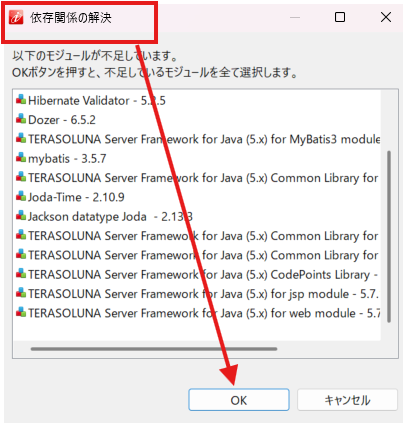 依存関係の解決
以下のモジュールが不足しています。
OKボタンを押すと、不足しているモジュールを全て選択します。
Hibernate Validator - 5.2.5
Dozer - 6.5.2
TERASOLUNA Server Framework for Java (5.x) for MyBatis3 module
mybatis - 3.5.7
TERASOLUNA Server Framework for Java (5.x) Common Library for
Joda-Time - 2.10.9
Jackson datatype Joda - 2.13.3
TERASOLUNA Server Framework for Java (5.x) Common Library for
TERASOLUNA Server Framework for Java (5.x) Common Library for
TERASOLUNA Server Framework for Java (5.x) CodePoints Library -
TERASOLUNA Server Framework for Java (5.x) for jsp module - 5.7.
TERASOLUNA Server Framework for Java (5.x) for web module - 5.7
OK
キャンセル